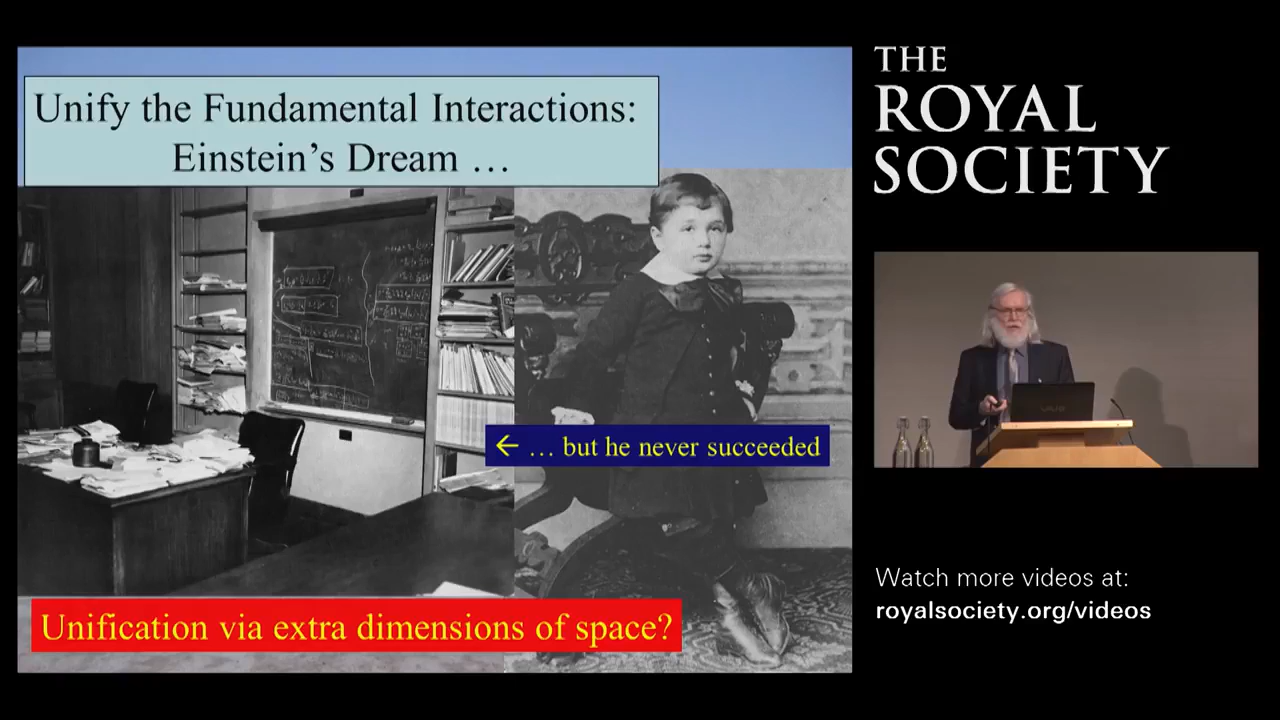 Unify the Fundamental Interactions:
Einstein's Dream …
← … but he never succeeded
Unification via extra dimensions of space?
THE
ROYAL
SOCIETY
Watch more videos at:
royalsociety.org/videos